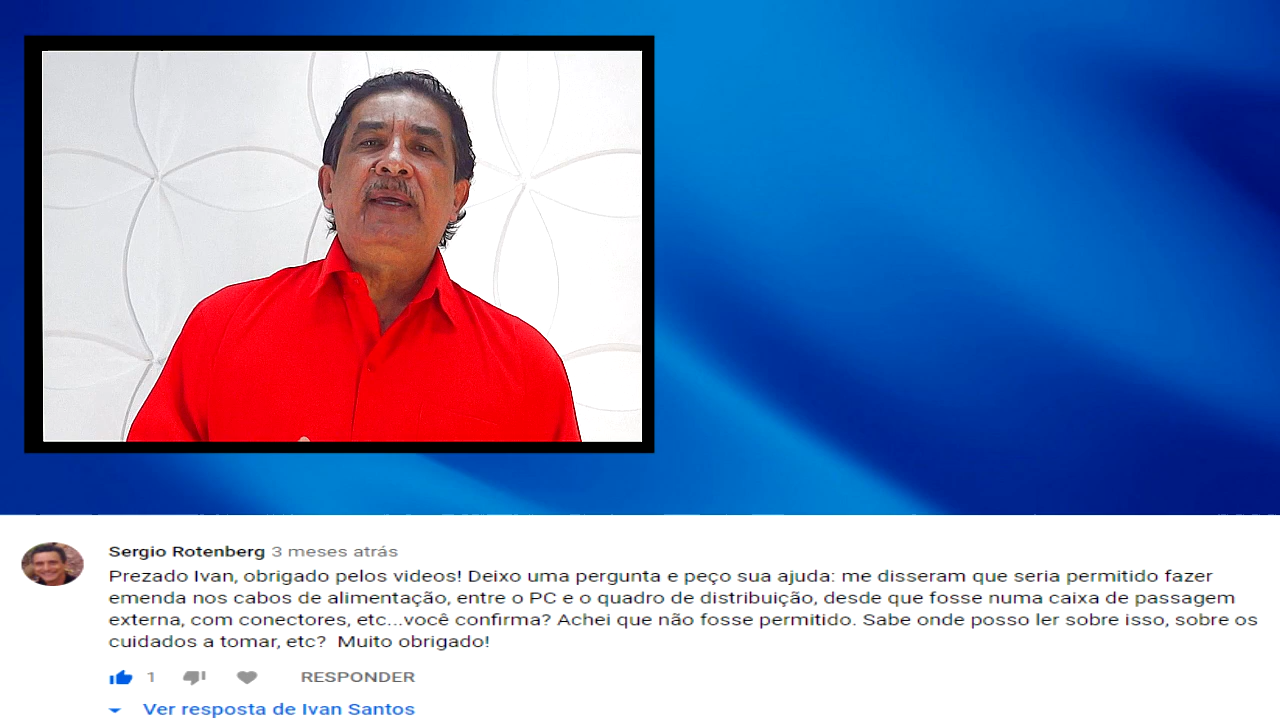 Sergio Rotenberg 3 meses atrás
Prezado Ivan, obrigado pelos videos! Deixo uma pergunta e peço sua ajuda: me disseram que seria permitido fazer
emenda nos cabos de alimentação, entre o PC e o quadro de distribuição, desde que fosse numa caixa de passagem
externa, com conectores, etc...você confirma? Achei que não fosse permitido. Sabe onde posso ler sobre isso, sobre os
cuidados a tomar, etc? Muito obrigado!
1 RESPONDER
Ver resposta de Ivan Santos